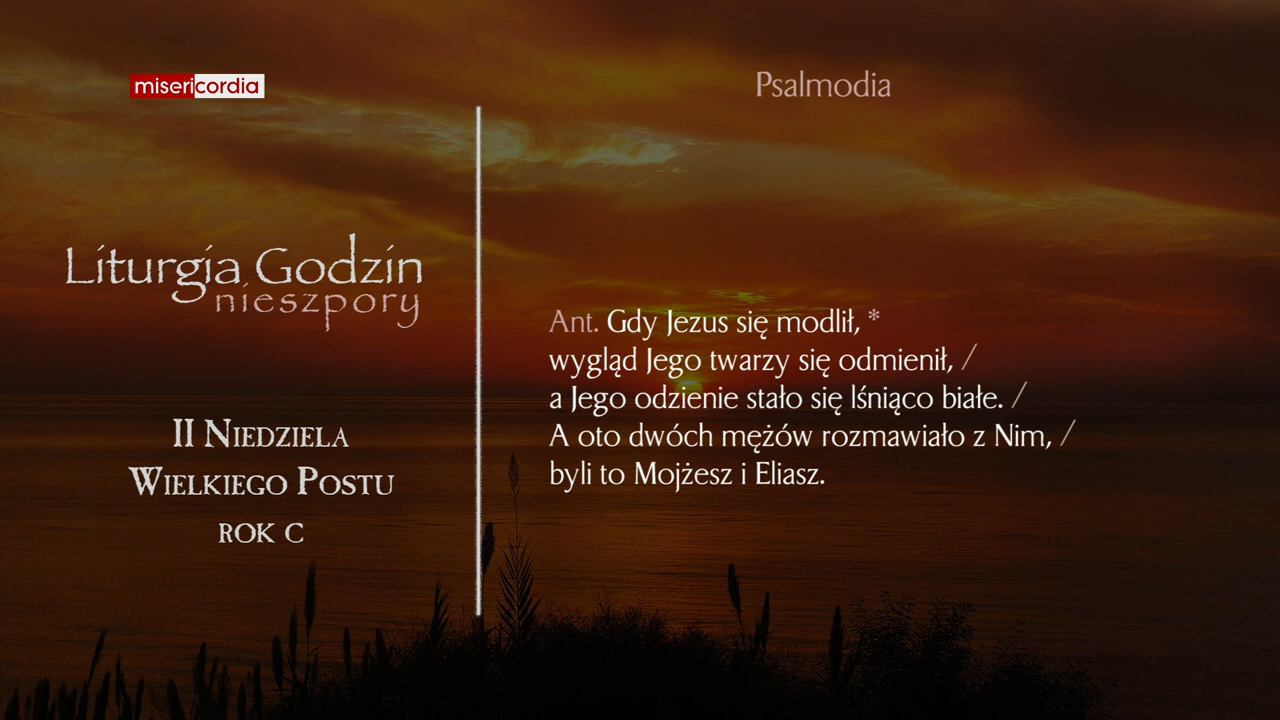 misericordia
Psalmodia
Liturgia Godzin
nieszpory
II Niedziela
Wielkiego Postu
rok C
Ant. Gdy Jezus się modlił, *
wygląd Jego twarzy się odmienił, /
a Jego odzienie stało się lśniąco białe. /
A oto dwóch mężów rozmawiało z Nim, /
byli to Mojżesz i Eliasz.